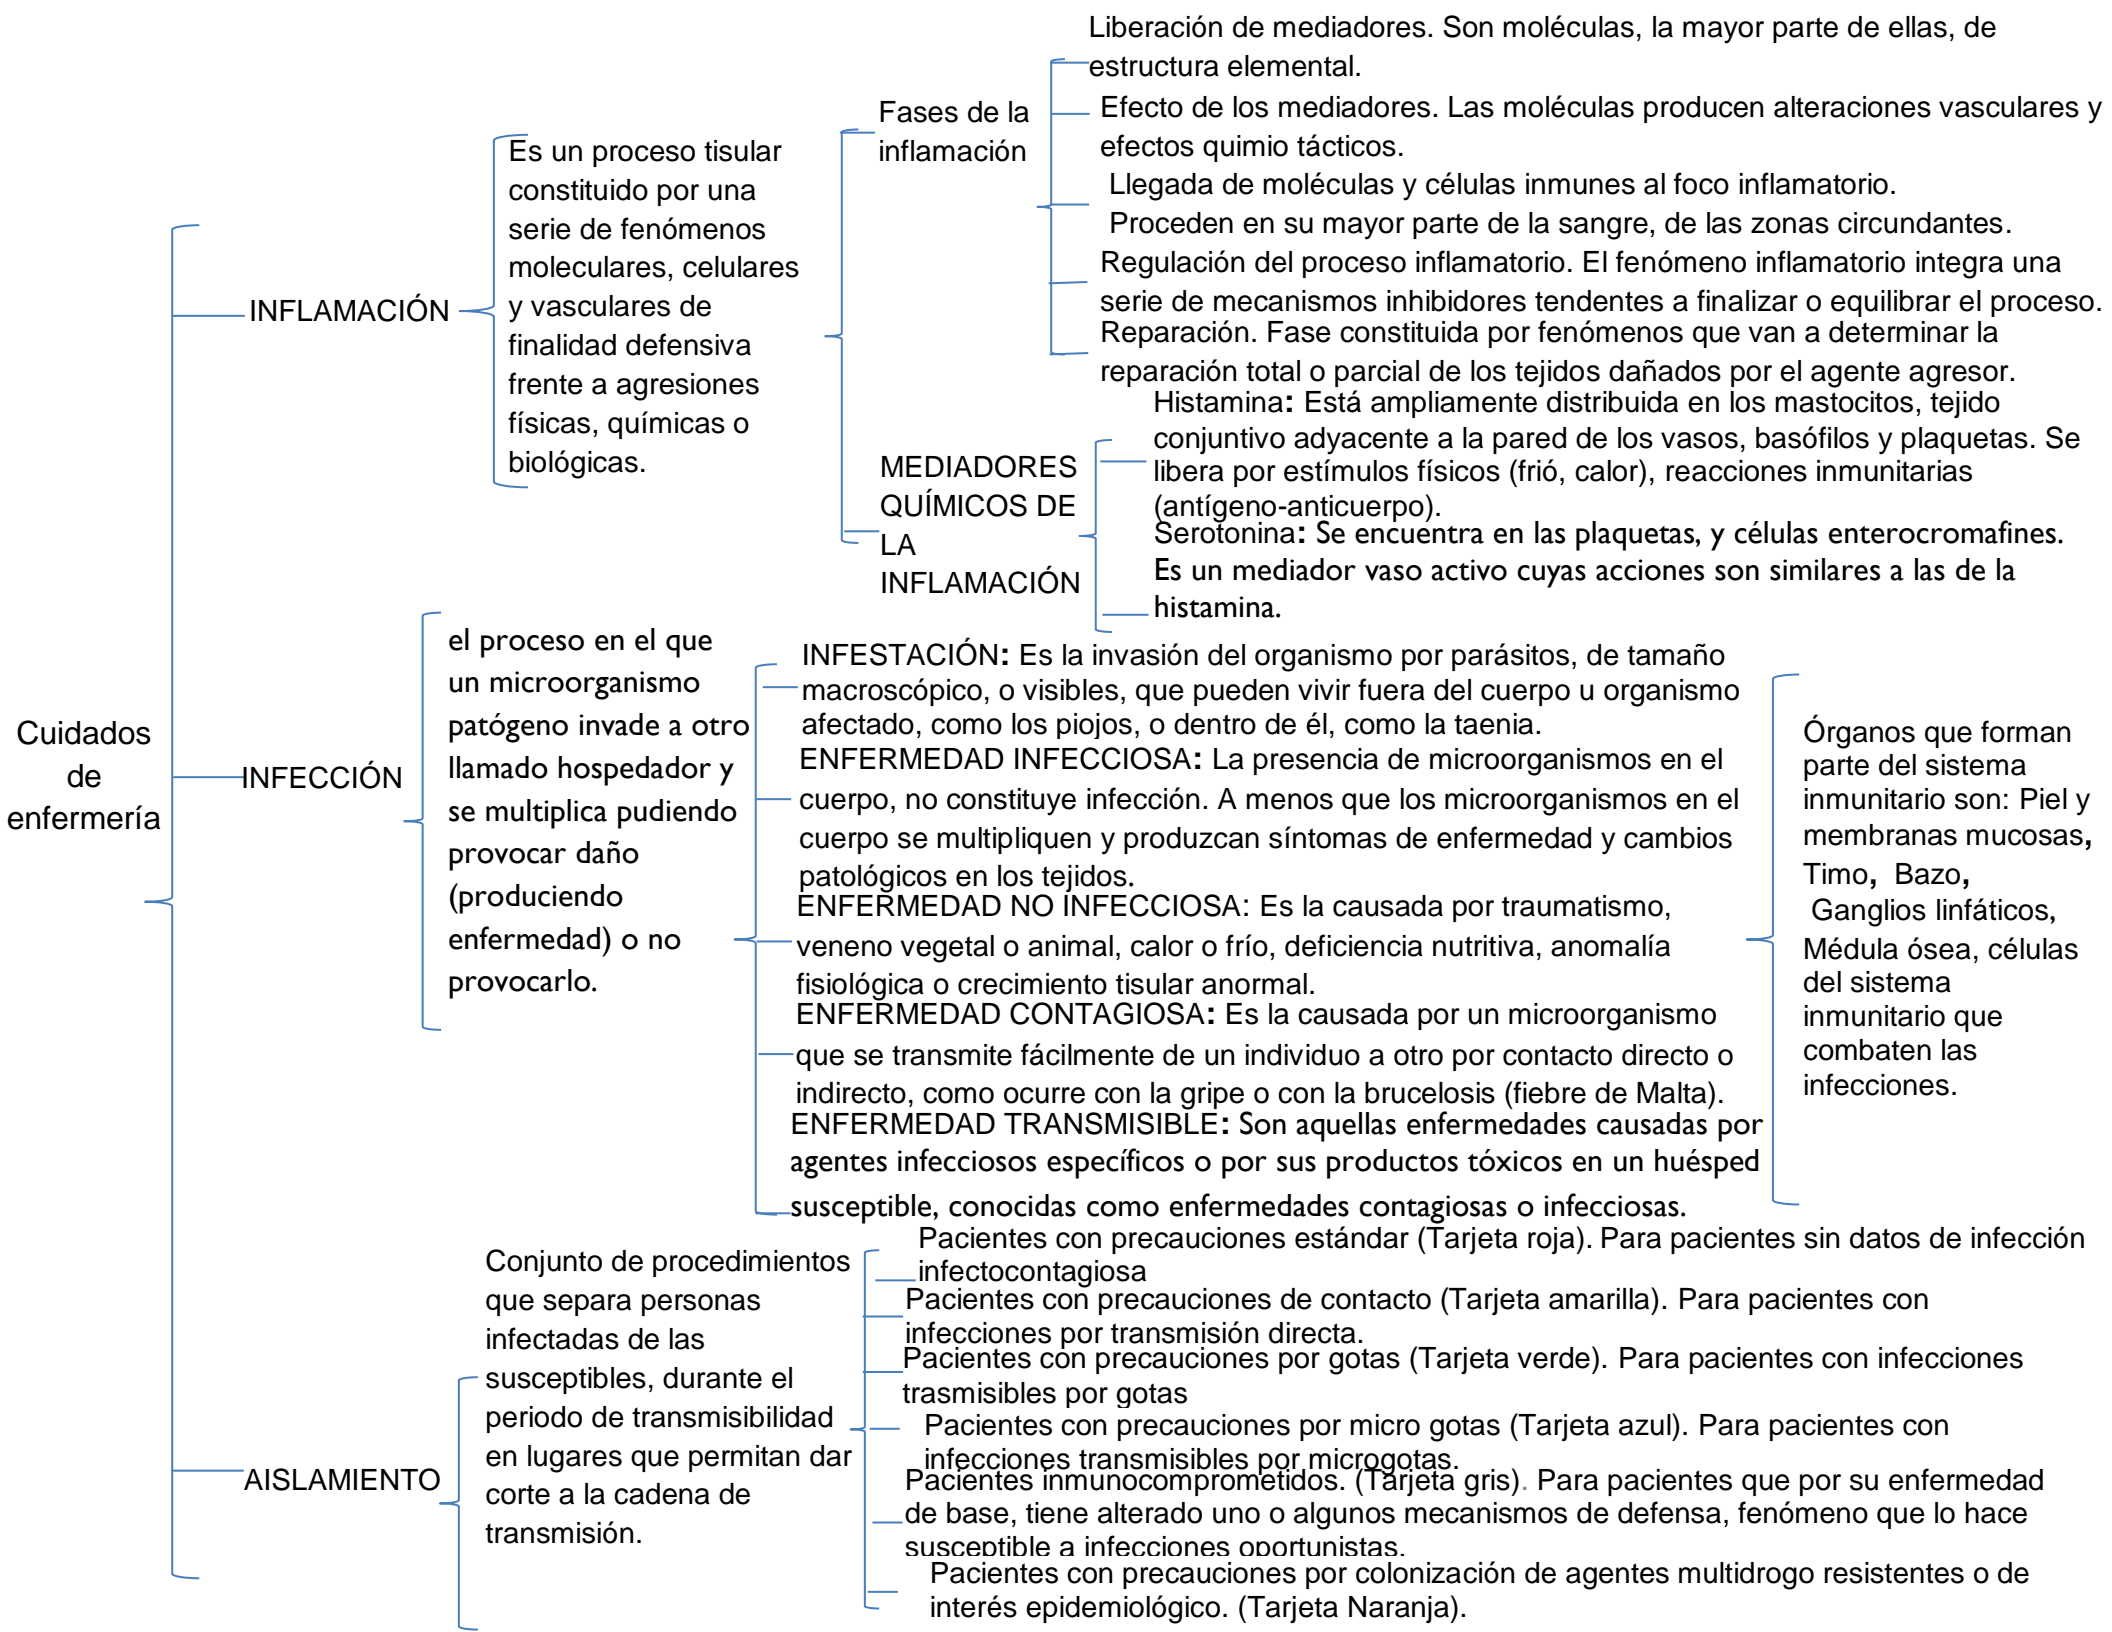 Cuidados
de
enfermería
INFLAMACIÓN
Es un proceso tisular
constituido por una
serie de fenómenos
moleculares, celulares
y vasculares de
finalidad defensiva
frente a agresiones
físicas, químicas o
biológicas.
Fases de la
inflamación
Liberación de mediadores. Son moléculas, la mayor parte de ellas, de
estructura elemental.
Efecto de los mediadores. Las moléculas producen alteraciones vasculares y
efectos quimio tácticos.
Llegada de moléculas y células inmunes al foco inflamatorio.
Proceden en su mayor parte de la sangre, de las zonas circundantes.
Regulación del proceso inflamatorio. El fenómeno inflamatorio integra una
serie de mecanismos inhibidores tendentes a finalizar o equilibrar el proceso.
Reparación. Fase constituida por fenómenos que van a determinar la
reparación total o parcial de los tejidos dañados por el agente agresor.
MEDIADORES
QUÍMICOS DE
LA
INFLAMACIÓN
Histamina: Está ampliamente distribuida en los mastocitos, tejido
conjuntivo adyacente a la pared de los vasos, basófilos y plaquetas. Se
libera por estímulos físicos (frió, calor), reacciones inmunitarias
(antígeno-anticuerpo).
Serotonina: Se encuentra en las plaquetas, y células enterocromafines.
Es un mediador vaso activo cuyas acciones son similares a las de la
histamina.
INFECCIÓN
el proceso en el que
un microorganismo
patógeno invade a otro
llamado hospedador y
se multiplica pudiendo
provocar daño
(produciendo
enfermedad) o no
provocarlo.
INFESTACIÓN: Es la invasión del organismo por parásitos, de tamaño
macroscópico, o visibles, que pueden vivir fuera del cuerpo u organismo
afectado, como los piojos, o dentro de él, como la taenia.
ENFERMEDAD INFECCIOSA: La presencia de microorganismos en el
cuerpo, no constituye infección. A menos que los microorganismos en el
cuerpo se multipliquen y produzcan síntomas de enfermedad y cambios
patológicos en los tejidos.
ENFERMEDAD NO INFECCIOSA: Es la causada por traumatismo,
veneno vegetal o animal, calor o frío, deficiencia nutritiva, anomalía
fisiológica o crecimiento tisular anormal.
ENFERMEDAD CONTAGIOSA: Es la causada por un microorganismo
que se transmite fácilmente de un individuo a otro por contacto directo o
indirecto, como ocurre con la gripe o con la brucelosis (fiebre de Malta).
ENFERMEDAD TRANSMISIBLE: Son aquellas enfermedades causadas por
agentes infecciosos específicos o por sus productos tóxicos en un huésped
susceptible, conocidas como enfermedades contagiosas o infecciosas.
Órganos que forman
parte del sistema
inmunitario son: Piel y
membranas mucosas,
Timo, Bazo,
Ganglios linfáticos,
Médula ósea, células
del sistema
inmunitario que
combaten las
infecciones.
AISLAMIENTO
Conjunto de procedimientos
que separa personas
infectadas de las
susceptibles, durante el
periodo de transmisibilidad
en lugares que permitan dar
corte a la cadena de
transmisión.
Pacientes con precauciones estándar (Tarjeta roja). Para pacientes sin datos de infección
infectocontagiosa
Pacientes con precauciones de contacto (Tarjeta amarilla). Para pacientes con
infecciones por transmisión directa.
Pacientes con precauciones por gotas (Tarjeta verde). Para pacientes con infecciones
trasmisibles por gotas
Pacientes con precauciones por micro gotas (Tarjeta azul). Para pacientes con
infecciones transmisibles por microgotas.
Pacientes inmunocomprometidos. (Tarjeta gris). Para pacientes que por su enfermedad
de base, tiene alterado uno o algunos mecanismos de defensa, fenómeno que lo hace
susceptible a infecciones oportunistas.
Pacientes con precauciones por colonización de agentes multidrogo resistentes o de
interés epidemiológico. (Tarjeta Naranja).